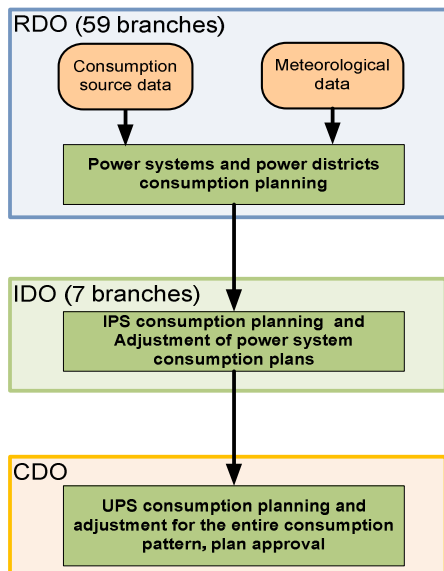 RDO (59 branches)
Consumption
source data
Meteorological
data
Power systems and power districts
consumption planning
IDO (7 branches)
IPS consumption planning and
Adjustment of power system
consumption plans
CDO
UPS consumption planning and
adjustment for the entire consumption
pattern, plan approval